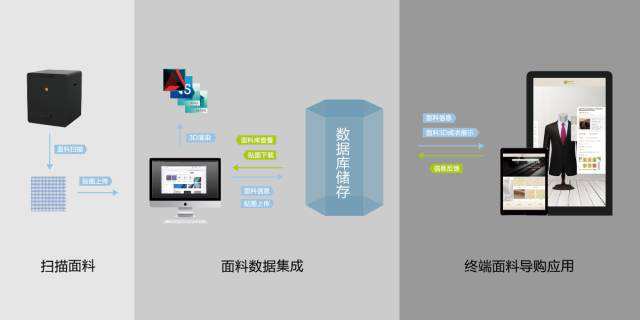 面料扫描
贴图上传
扫描面料
3D渲染
面料库查看
贴图下载
面料信息
贴图上传
数据库储存
面料数据集成
面料信息
面料3D成衣展示
信息反馈
终端面料导购应用